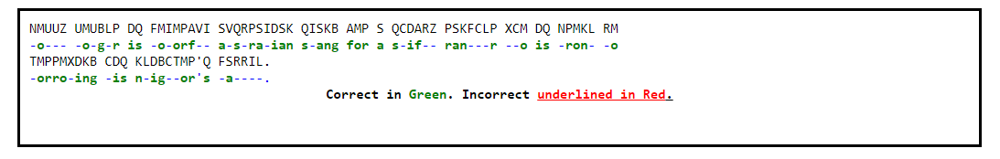 NMUUZ UMUBLP DQ FMIMPAVI SVQRPSIDSK QISKB AMP S QCDARZ PSKFCLP XCM DQ NPMKL RM
-o--- -o-g-r is -o-orf-- a-s-ra-ian s-ang for a s-if-- ran---r --o is -ron- -o
TMPPMXDKB CDQ KLDBCTMP'Q FSRRIL.
-orro-ing -is n-ig--or's -a----.
Correct in Green. Incorrect underlined in Red.